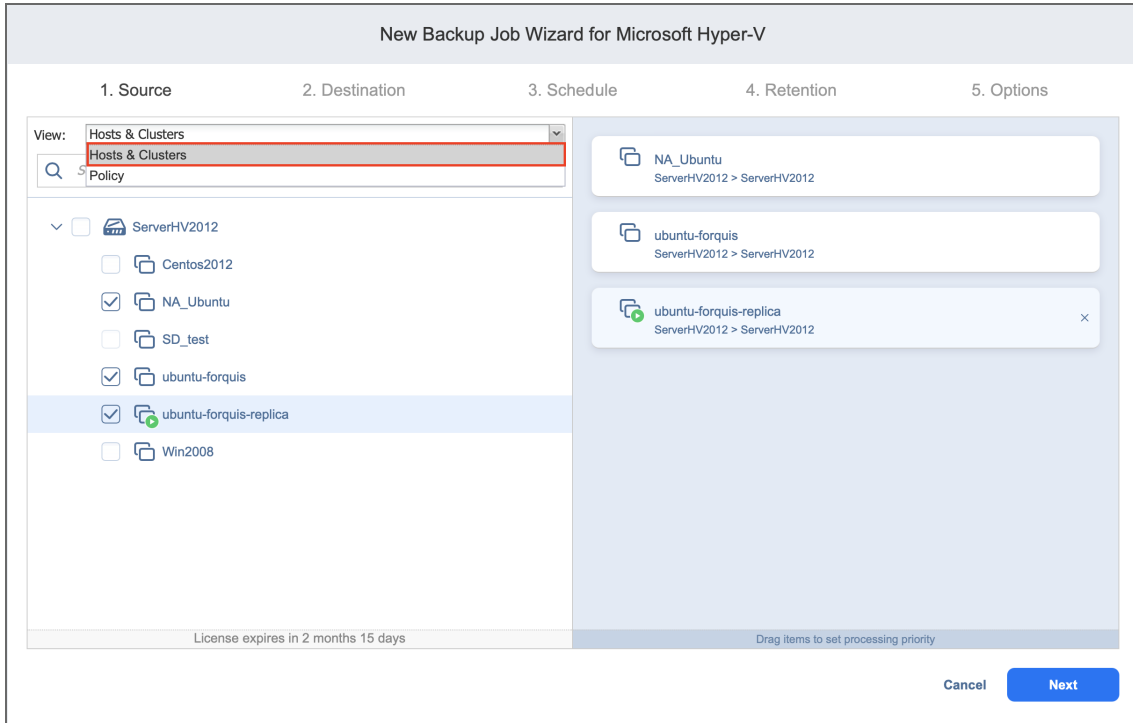 New Backup Job Wizard for Microsoft Hyper-V
1. Source 2. Destination 3. Schedule 4. Retention 5. Options
View: Hosts & Clusters
Hosts & Clusters
S
Policy
ServerHV2012
Centos2012
NA_Ubuntu
SD_test
ubuntu-forquis
ubuntu-forquis-replica
Win2008
License expires in 2 months 15 days
NA_Ubuntu
ServerHV2012 > ServerHV2012
ubuntu-forquis
ServerHV2012 > ServerHV2012
ubuntu-forquis-replica
ServerHV2012 > ServerHV2012
Drag items to set processing priority
Cancel Next